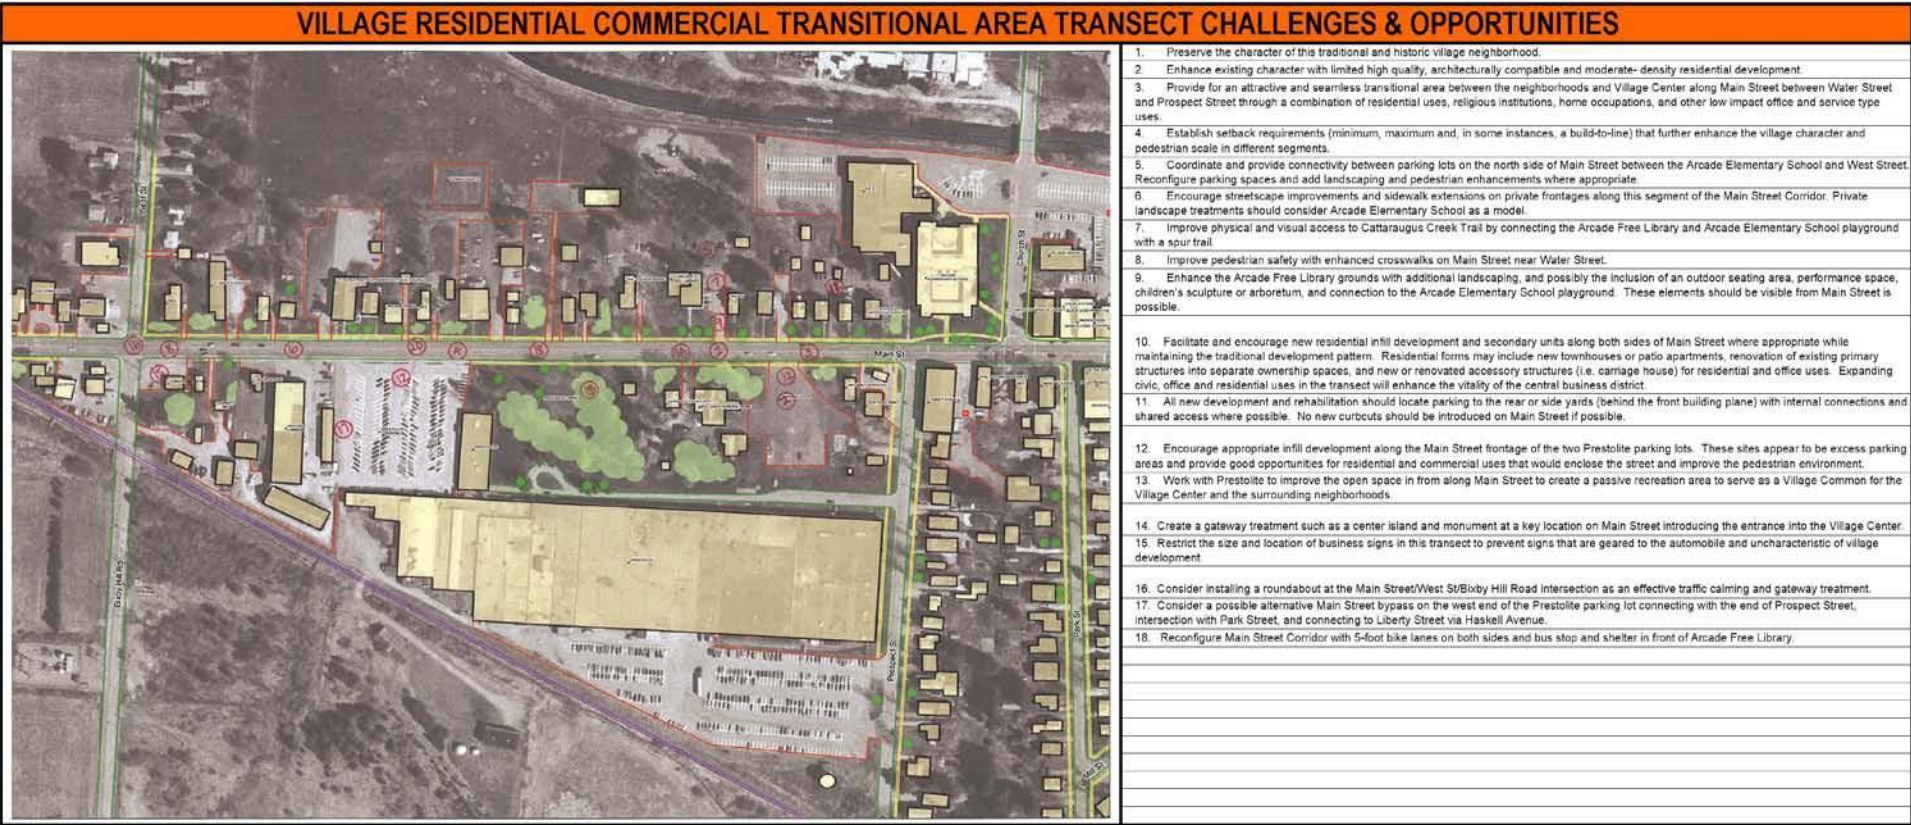 VILLAGE RESIDENTIAL COMMERCIAL TRANSITIONAL AREA TRANSECT CHALLENGES & OPPORTUNITIES
1. Preserve the character of this traditional and historic village neighborhood.
2. Enhance existing character with limited high quality, architecturally compatible and moderate- density residential development.
3. Provide for an attractive and seamless transitional area between the neighborhoods and Village Center along Main Street between Water Street
and Prospect Street through a combination of residential uses, religious institutions, home occupations, and other low impact office and service type
uses.
4. Establish setback requirements (minimum, maximum and, in some instances, a build-to-line) that further enhance the village character and
pedestrian scale in different segments.
5. Coordinate and provide connectivity between parking lots on the north side of Main Street between the Arcade Elementary School and West Street.
Reconfigure parking spaces and add landscaping and pedestrian enhancements where appropriate.
6. Encourage streetscape improvements and sidewalk extensions on private frontages along this segment of the Main Street Corridor. Private
landscape treatments should consider Arcade Elementary School as a model.
7. Improve physical and visual access to Cattaraugus Creek Trail by connecting the Arcade Free Library and Arcade Elementary School playground
with a spur trail.
8. Improve pedestrian safety with enhanced crosswalks on Main Street near Water Street.
9. Enhance the Arcade Free Library grounds with additional landscaping, and possibly the inclusion of an outdoor seating area, performance space,
children's sculpture or arboretum, and connection to the Arcade Elementary School playground. These elements should be visible from Main Street is
possible.
10. Facilitate and encourage new residential infill development and secondary units along both sides of Main Street where appropriate while
maintaining the traditional development pattern. Residential forms may include new townhouses or patio apartments, renovation of existing primary
structures into separate ownership spaces, and new or renovated accessory structures (i.e. carriage house) for residential and office uses. Expanding
civic, office and residential uses in the transect will enhance the vitality of the central business district.
11. All new development and rehabilitation should locate parking to the rear or side yards (behind the front building plane) with internal connections and
shared access where possible. No new curbcuts should be introduced on Main Street if possible.
12. Encourage appropriate infill development along the Main Street frontage of the two Prestolite parking lots. These sites appear to be excess parking
areas and provide good opportunities for residential and commercial uses that would enclose the street and improve the pedestrian environment.
13. Work with Prestolite to improve the open space in from along Main Street to create a passive recreation area to serve as a Village Common for the
Village Center and the surrounding neighborhoods.
14. Create a gateway treatment such as a center island and monument at a key location on Main Street introducing the entrance into the Village Center.
15. Restrict the size and location of business signs in this transect to prevent signs that are geared to the automobile and uncharacteristic of village
development.
16. Consider installing a roundabout at the Main Street/West St/Bixby Hill Road intersection as an effective traffic calming and gateway treatment.
17. Consider a possible alternative Main Street bypass on the west end of the Prestolite parking lot connecting with the end of Prospect Street,
intersection with Park Street, and connecting to Liberty Street via Haskell Avenue.
18. Reconfigure Main Street Corridor with 5-foot bike lanes on both sides and bus stop and shelter in front of Arcade Free Library.
West St
Church St
Main St
Bixby Hill Rd
Prospect St
Park St
Mill St